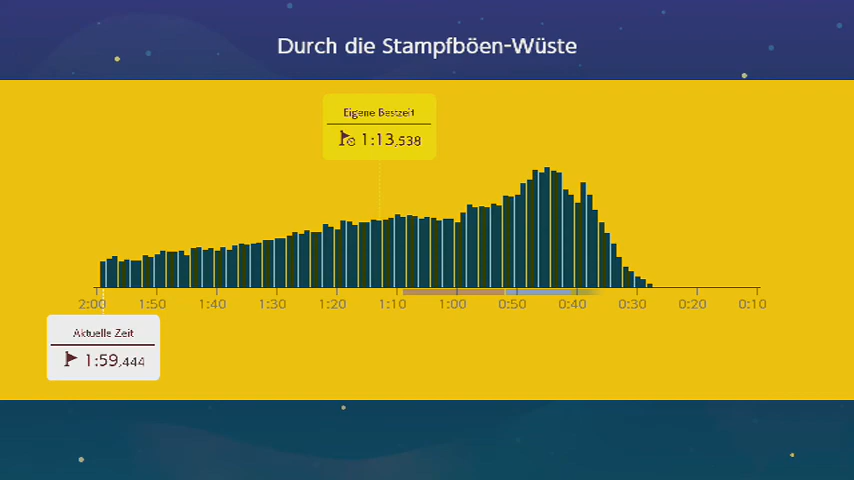 Durch die Stampfböen-Wüste
Eigene Bestzeit
1:13,538
2:00 1:50 1:40 1:30 1:20 1:10 1:00 0:50 0:40 0:30 0:20 0:10
Aktuelle Zeit
1:59,444